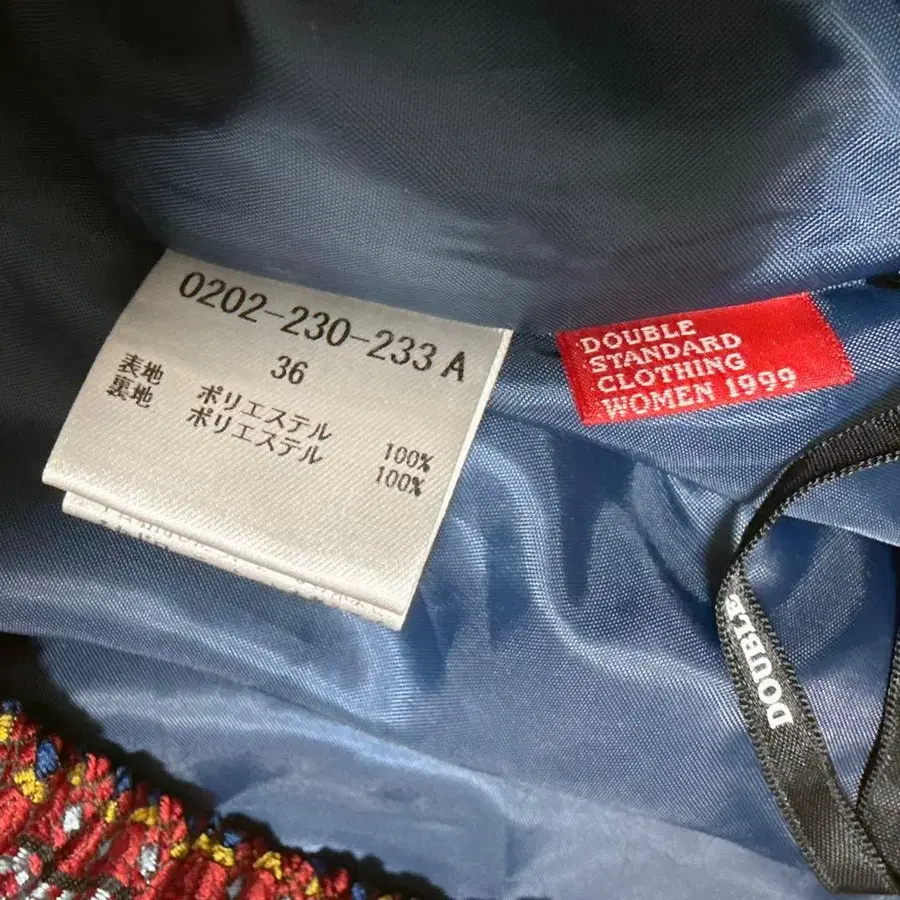 0202-230-233 A
36
表地 ポリエステル 100%
裏地 ポリエステル 100%
DOUBLE
STANDARD
CLOTHING
WOMEN 1999
DOUBLE